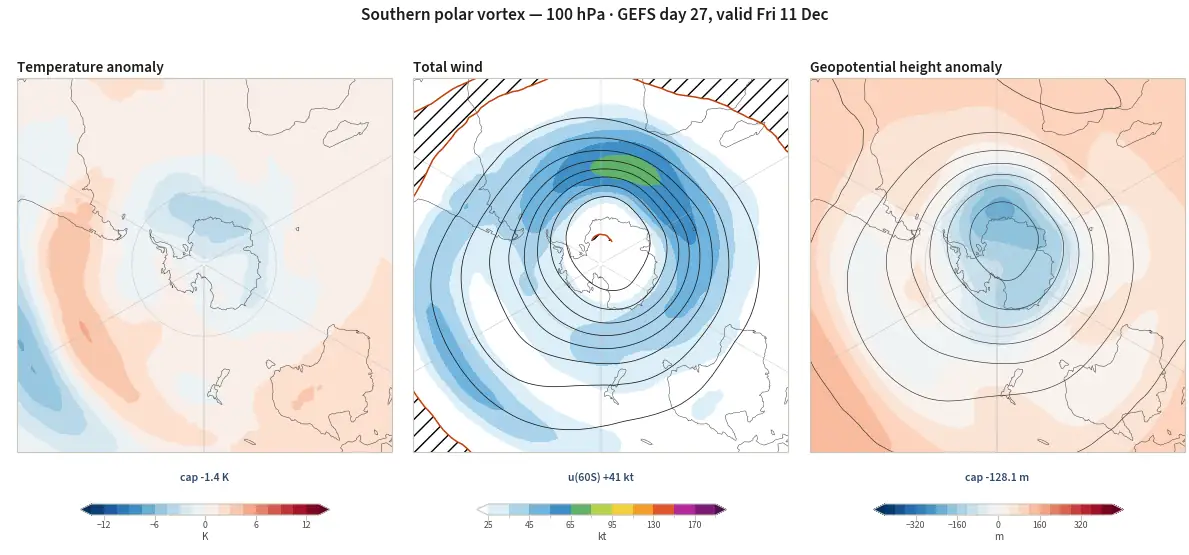 Southern polar vortex — 100 hPa · GEFS day 27, valid Fri 11 Dec
Temperature anomaly
Total wind
Geopotential height anomaly
cap -1.4 K
u(60S) +41 kt
cap -128.1 m
−12 −6 0 6 12
K
25 45 65 95 130 170
kt
-320 -160 0 160 320
m